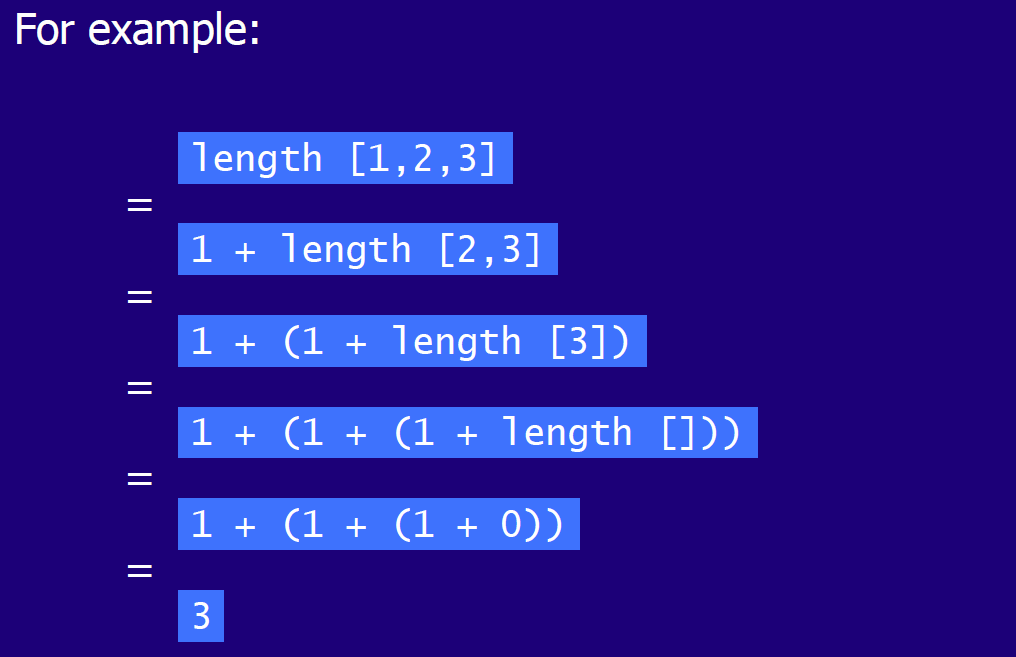 For example:
length [1,2,3]
=
1 + length [2,3]
=
1 + (1 + length [3])
=
1 + (1 + (1 + length []))
=
1 + (1 + (1 + 0))
=
3